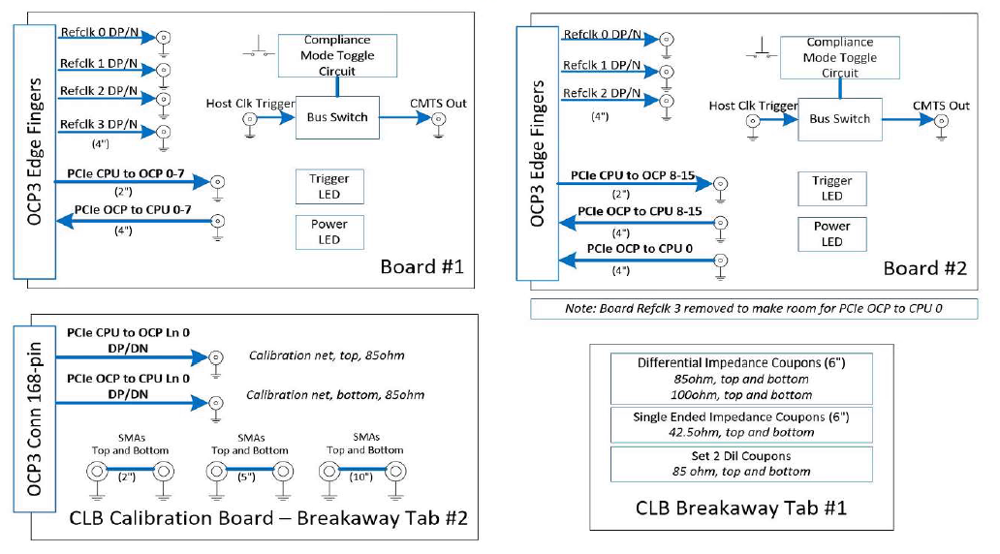 OCP3 Edge Fingers
Refclk 0 DP/N
Refclk 1 DP/N
Refclk 2 DP/N
Refclk 3 DP/N
(4")
PCIe CPU to OCP 0-7
(2")
PCIe OCP to CPU 0-7
(4")
Compliance
Mode Toggle
Circuit
Host Clk Trigger
Bus Switch
CMTS Out
Trigger
LED
Power
LED
Board #1
OCP3 Edge Fingers
Refclk 0 DP/N
Refclk 1 DP/N
Refclk 2 DP/N
(4")
PCIe CPU to OCP 8-15
(2")
PCIe OCP to CPU 8-15
(4")
PCIe OCP to CPU 0
(4")
Compliance
Mode Toggle
Circuit
Host Clk Trigger
Bus Switch
CMTS Out
Trigger
LED
Power
LED
Board #2
Note: Board Refclk 3 removed to make room for PCIe OCP to CPU 0
OCP3 Conn 168-pin
PCIe CPU to OCP Ln 0
DP/DN
Calibration net, top, 85ohm
PCIe OCP to CPU Ln 0
DP/DN
Calibration net, bottom, 85ohm
SMAs
Top and Bottom
(2")
SMAs
Top and Bottom
(5")
SMAs
Top and Bottom
(10")
CLB Calibration Board – Breakaway Tab #2
Differential Impedance Coupons (6")
85ohm, top and bottom
100ohm, top and bottom
Single Ended Impedance Coupons (6")
42.5ohm, top and bottom
Set 2 Dil Coupons
85 ohm, top and bottom
CLB Breakaway Tab #1